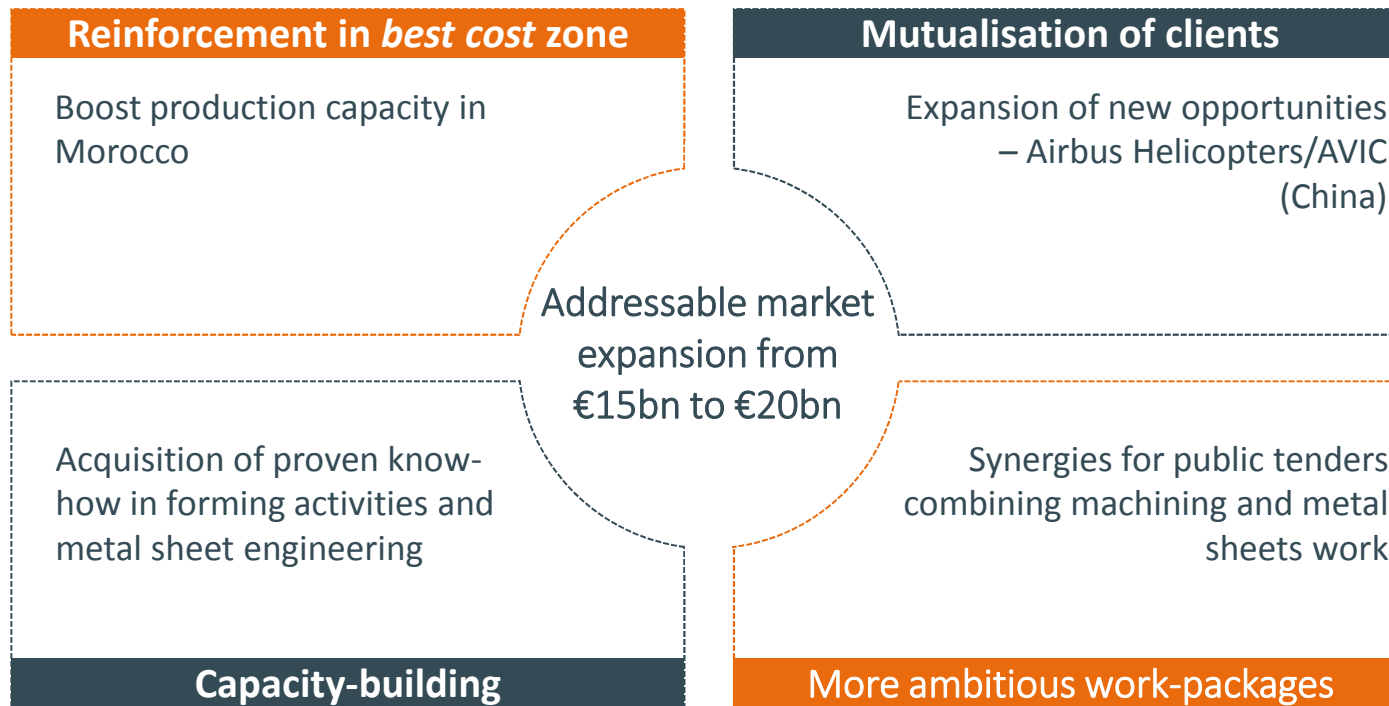 Reinforcement in best cost zone
Boost production capacity in
Morocco
Mutualisation of clients
Expansion of new opportunities
– Airbus Helicopters/AVIC
(China)
Addressable market
expansion from
€15bn to €20bn
Acquisition of proven know-
how in forming activities and
metal sheet engineering
Capacity-building
Synergies for public tenders
combining machining and metal
sheets work
More ambitious work-packages